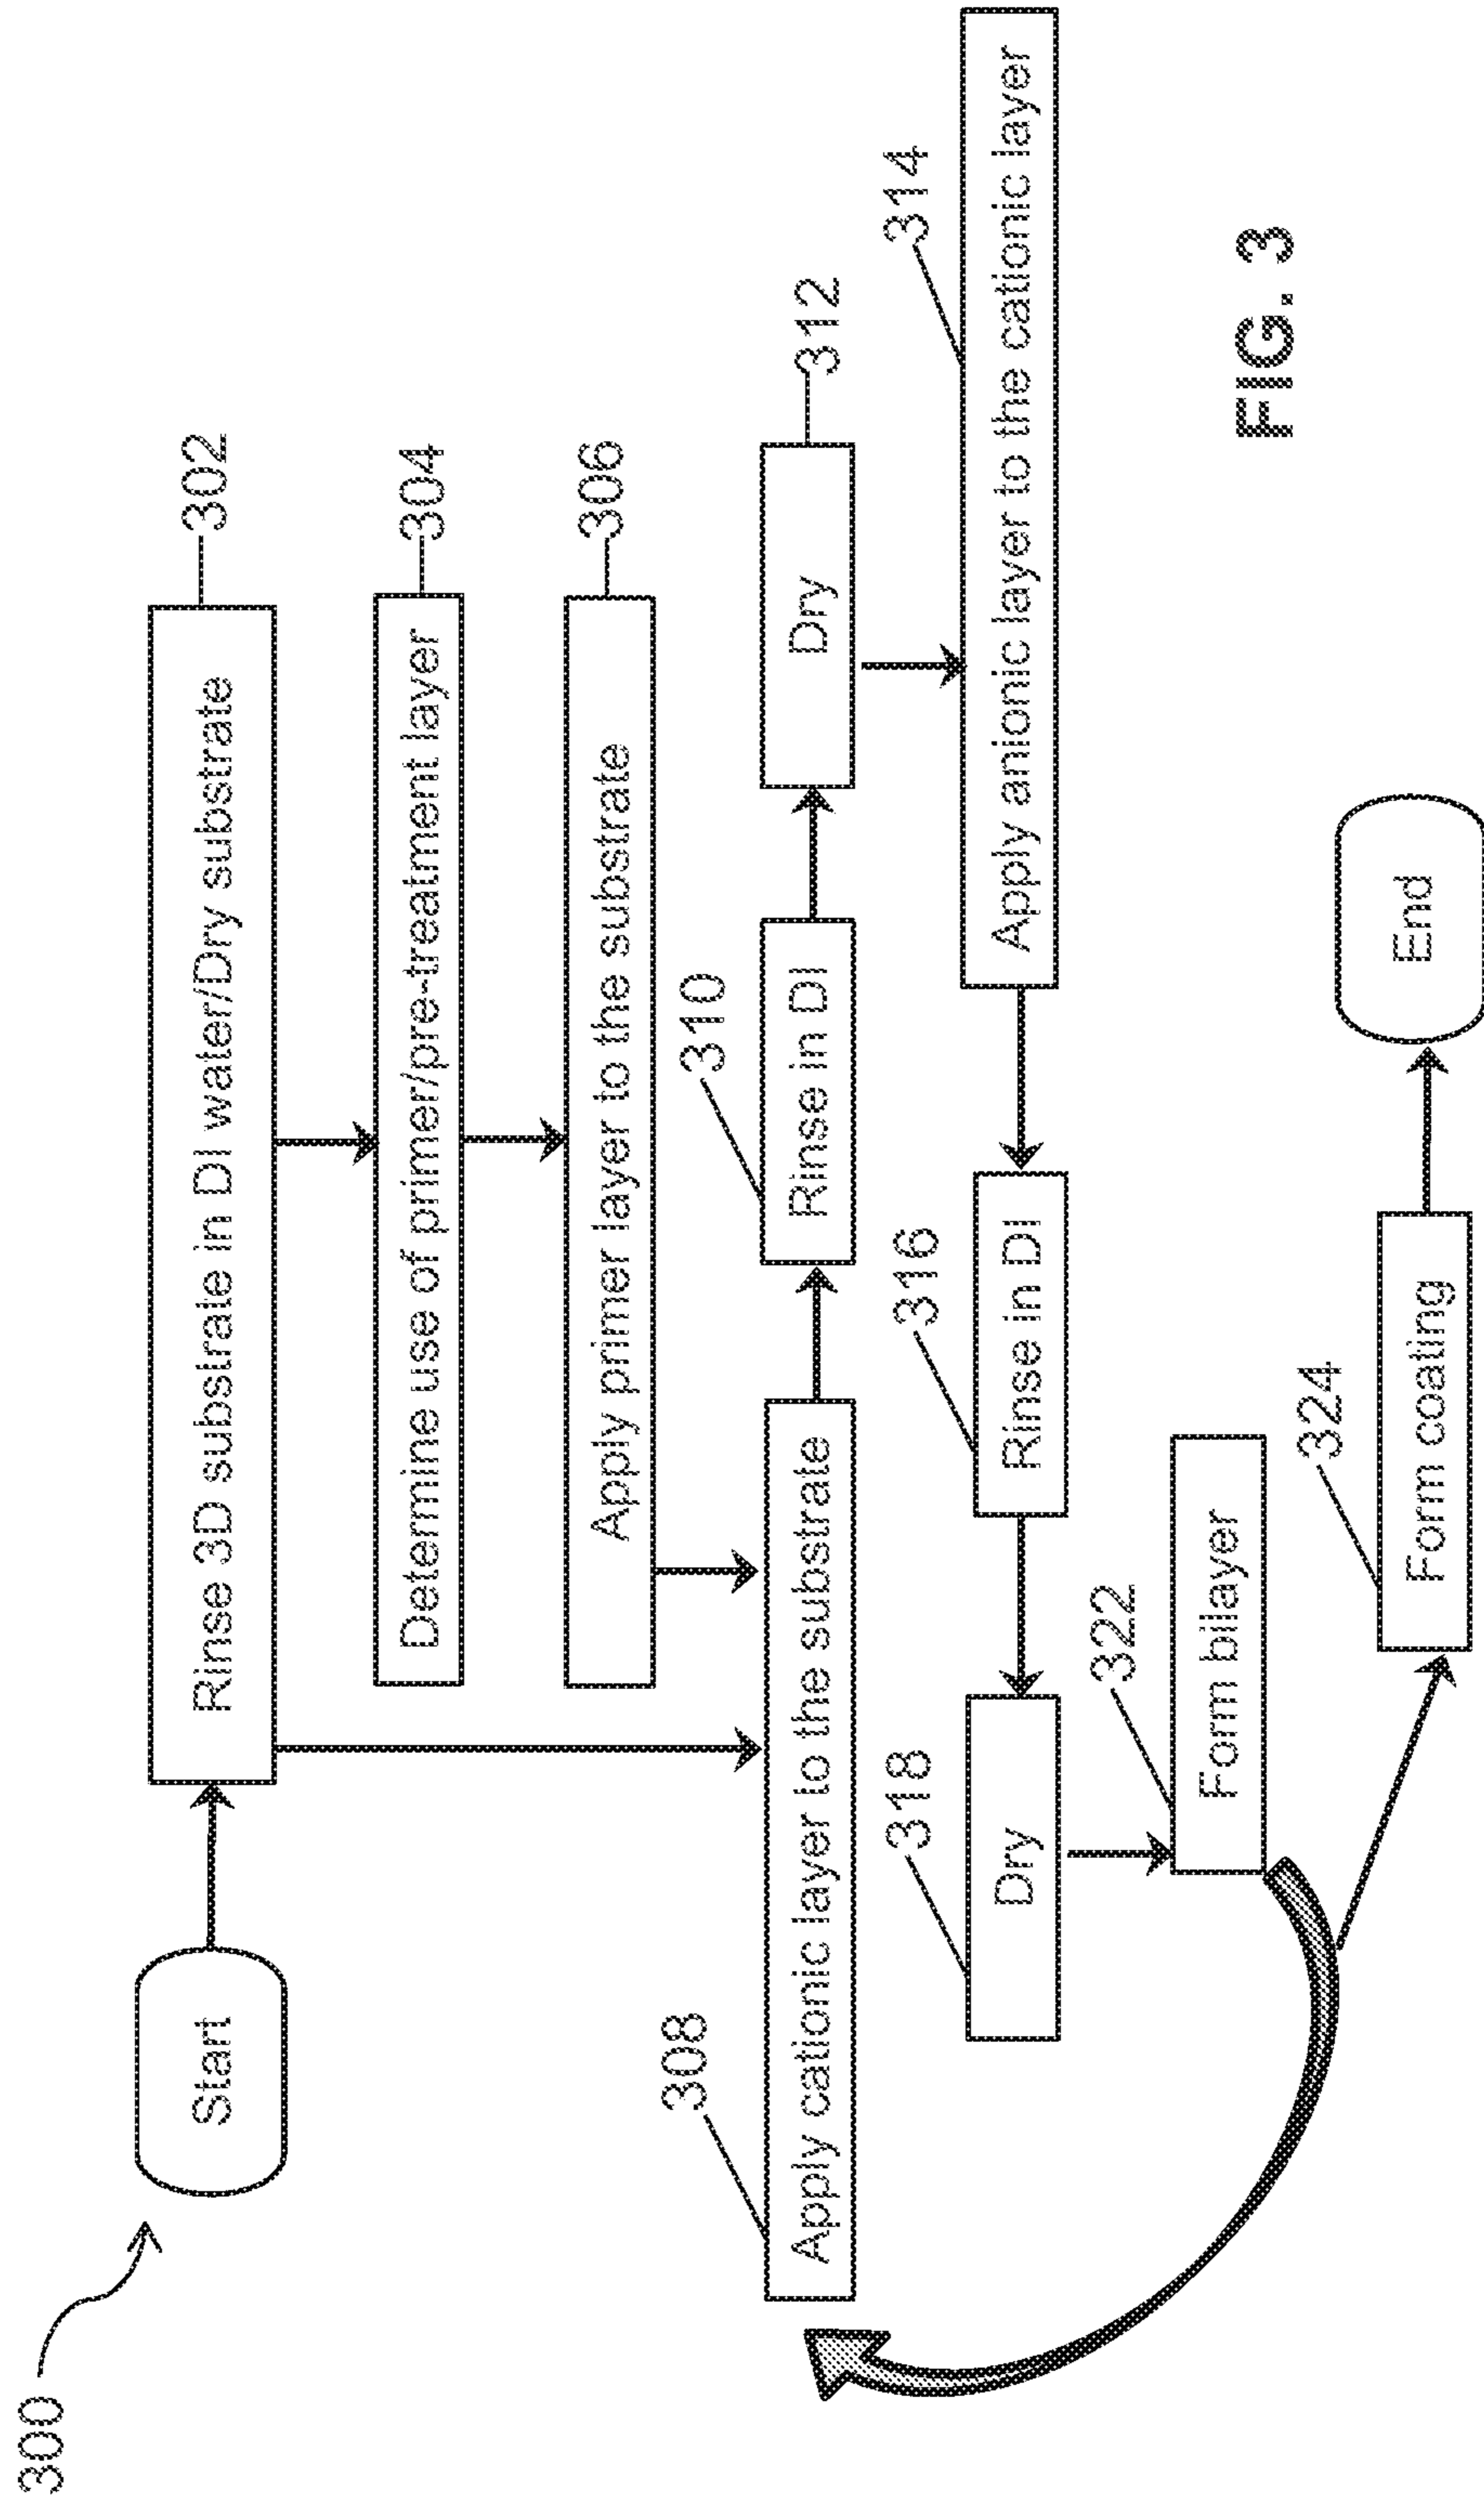 300
Start
Rinse 3D substrate in DI water/Dry substrate
302
Determine use of primer/pre-treatment layer
304
Apply primer layer to the substrate
306
308
Apply cationic layer to the substrate
310
Rinse in DI
Dry
312
314
Apply anionic layer to the cationic layer
316
Rinse in DI
318
Dry
322
Form bilayer
324
Form coating
End
FIG. 3